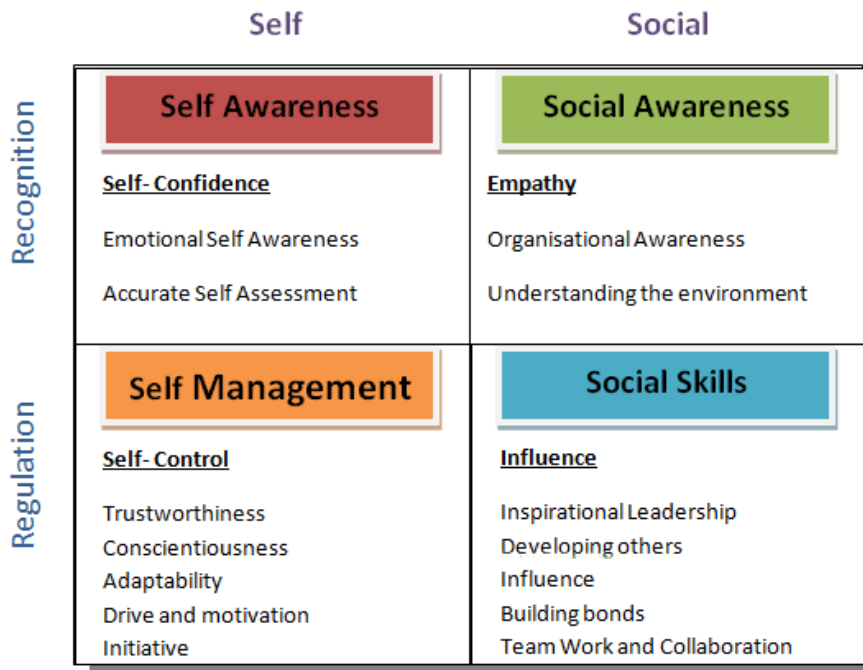 Self
Social
Recognition
Self Awareness
Self- Confidence
Emotional Self Awareness
Accurate Self Assessment
Social Awareness
Empathy
Organisational Awareness
Understanding the environment
Regulation
Self Management
Self- Control
Trustworthiness
Conscientiousness
Adaptability
Drive and motivation
Initiative
Social Skills
Influence
Inspirational Leadership
Developing others
Influence
Building bonds
Team Work and Collaboration